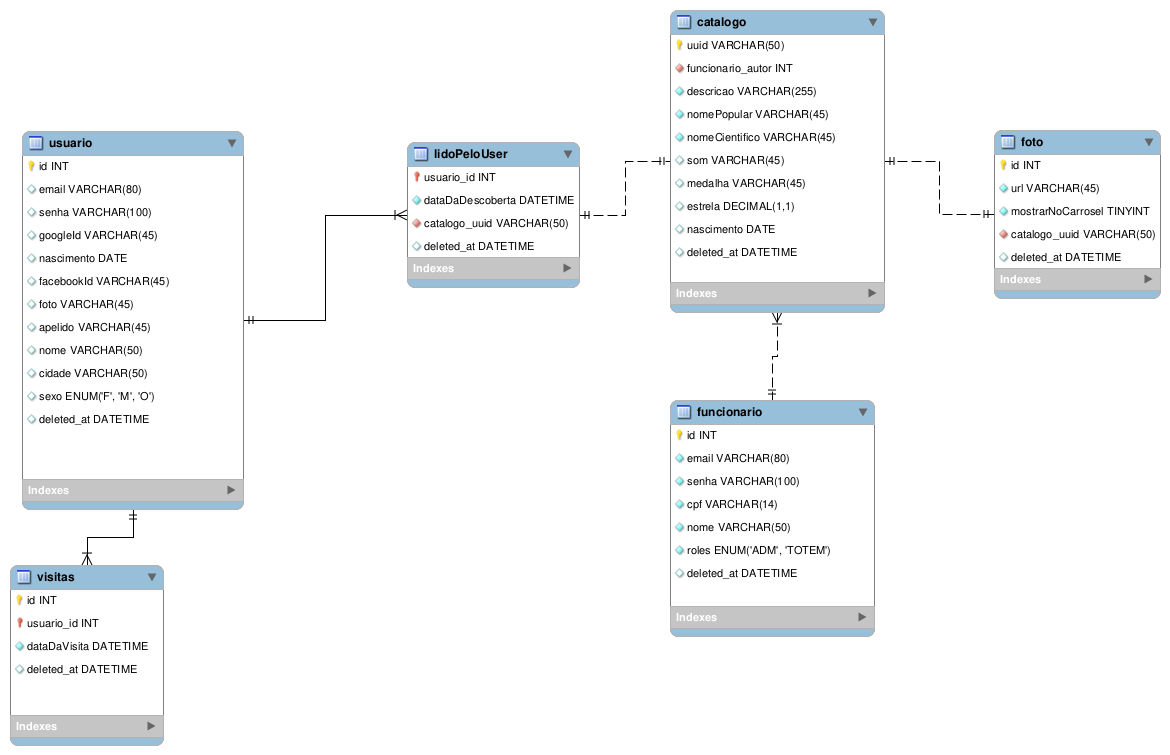 usuario
id INT
email VARCHAR(80)
senha VARCHAR(100)
googleId VARCHAR(45)
nascimento DATE
facebookId VARCHAR(45)
foto VARCHAR(45)
apelido VARCHAR(45)
nome VARCHAR(50)
cidade VARCHAR(50)
sexo ENUM('F', 'M', 'O')
deleted_at DATETIME
Indexes
visitas
id INT
usuario_id INT
dataDaVisita DATETIME
deleted_at DATETIME
Indexes
lidoPeloUser
usuario_id INT
dataDaDescoberta DATETIME
catalogo_uuid VARCHAR(50)
deleted_at DATETIME
Indexes
catalogo
uuid VARCHAR(50)
funcionario_autor INT
descricao VARCHAR(255)
nomePopular VARCHAR(45)
nomeCientifico VARCHAR(45)
som VARCHAR(45)
medalha VARCHAR(45)
estrela DECIMAL(1,1)
nascimento DATE
deleted_at DATETIME
Indexes
funcionario
id INT
email VARCHAR(80)
senha VARCHAR(100)
cpf VARCHAR(14)
nome VARCHAR(50)
roles ENUM('ADM', 'TOTEM')
deleted_at DATETIME
Indexes
foto
id INT
url VARCHAR(45)
mostrarNoCarrosel TINYINT
catalogo_uuid VARCHAR(50)
deleted_at DATETIME
Indexes